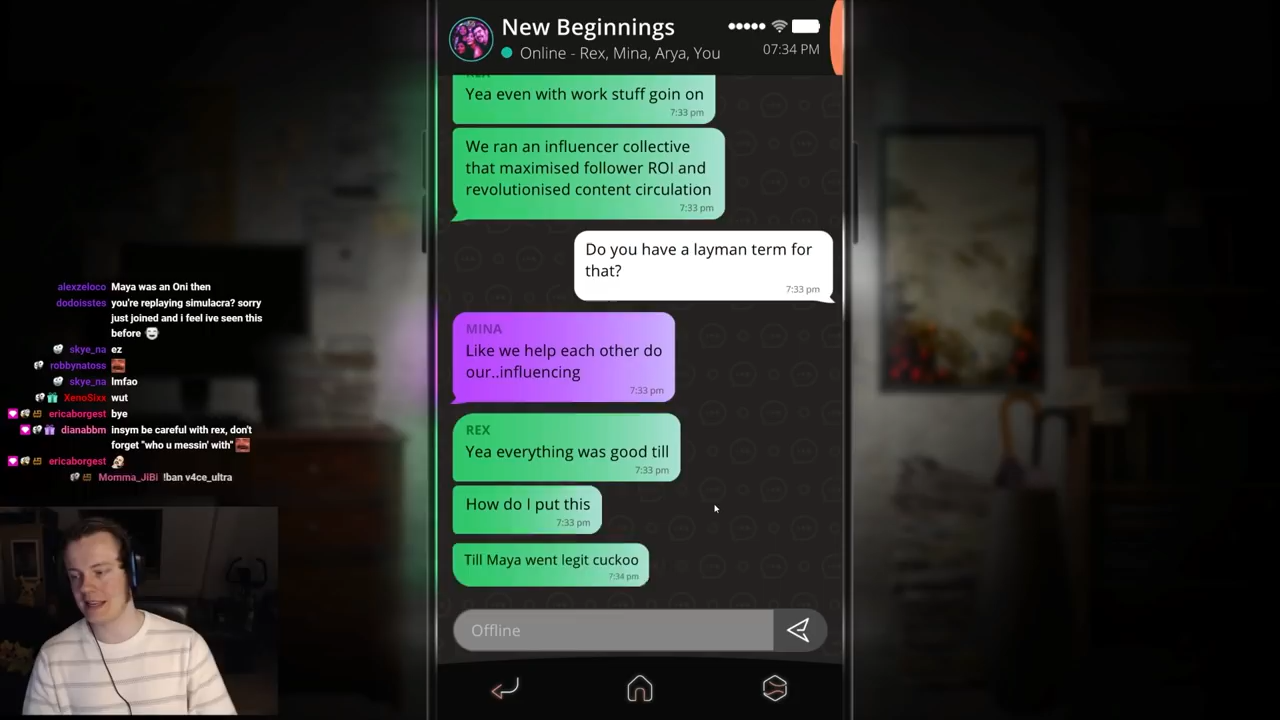 New Beginnings
Online - Rex, Mina, Arya, You
07:34 PM
Yea even with work stuff goin on
7:33 pm
We ran an influencer collective
that maximised follower ROI and
revolutionised content circulation
7:33 pm
Do you have a layman term for
that?
7:33 pm
MINA
Like we help each other do
our..influencing
7:33 pm
REX
Yea everything was good till
7:33 pm
How do I put this
7:33 pm
Till Maya went legit cuckoo
7:34 pm
Offline
alexzeloco Maya was an Oni then
dodoisstes you're replaying simulacra? sorry
just joined and i feel ive seen this
before
skye_na ez
robbynatoss
skye_na lmfao
XenoSixx wut
ericaborgest bye
dianabbm insym be careful with rex, don't
forget "who u messin' with"
ericaborgest
Momma_JiBi !ban v4ce_ultra